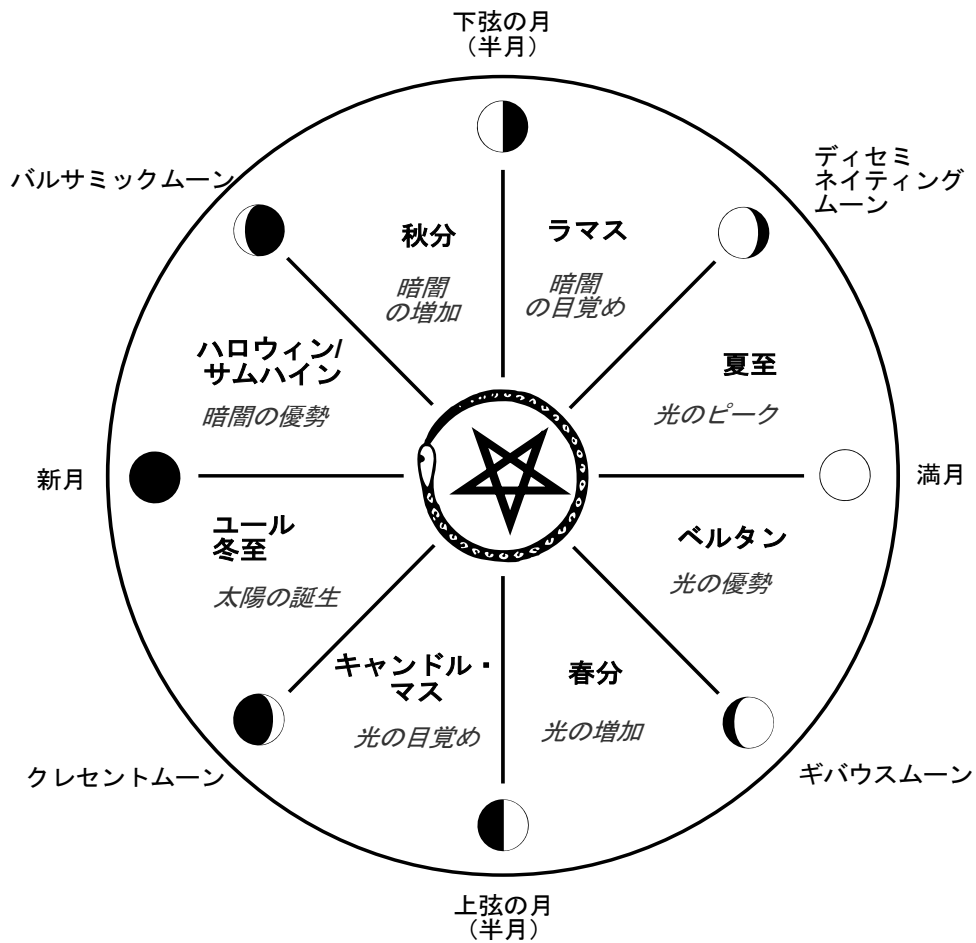 下弦の月
（半月）
バルサミックムーン
ディセミ
ネイティング
ムーン
秋分
暗闇
の増加
ラマス
暗闇
の目覚め
ハロウィン/
サムハイン
暗闇の優勢
夏至
光のピーク
新月
満月
ユール
冬至
太陽の誕生
ベルタン
光の優勢
キャンドル・
マス
光の目覚め
春分
光の増加
クレセントムーン
ギバウスムーン
上弦の月
（半月）